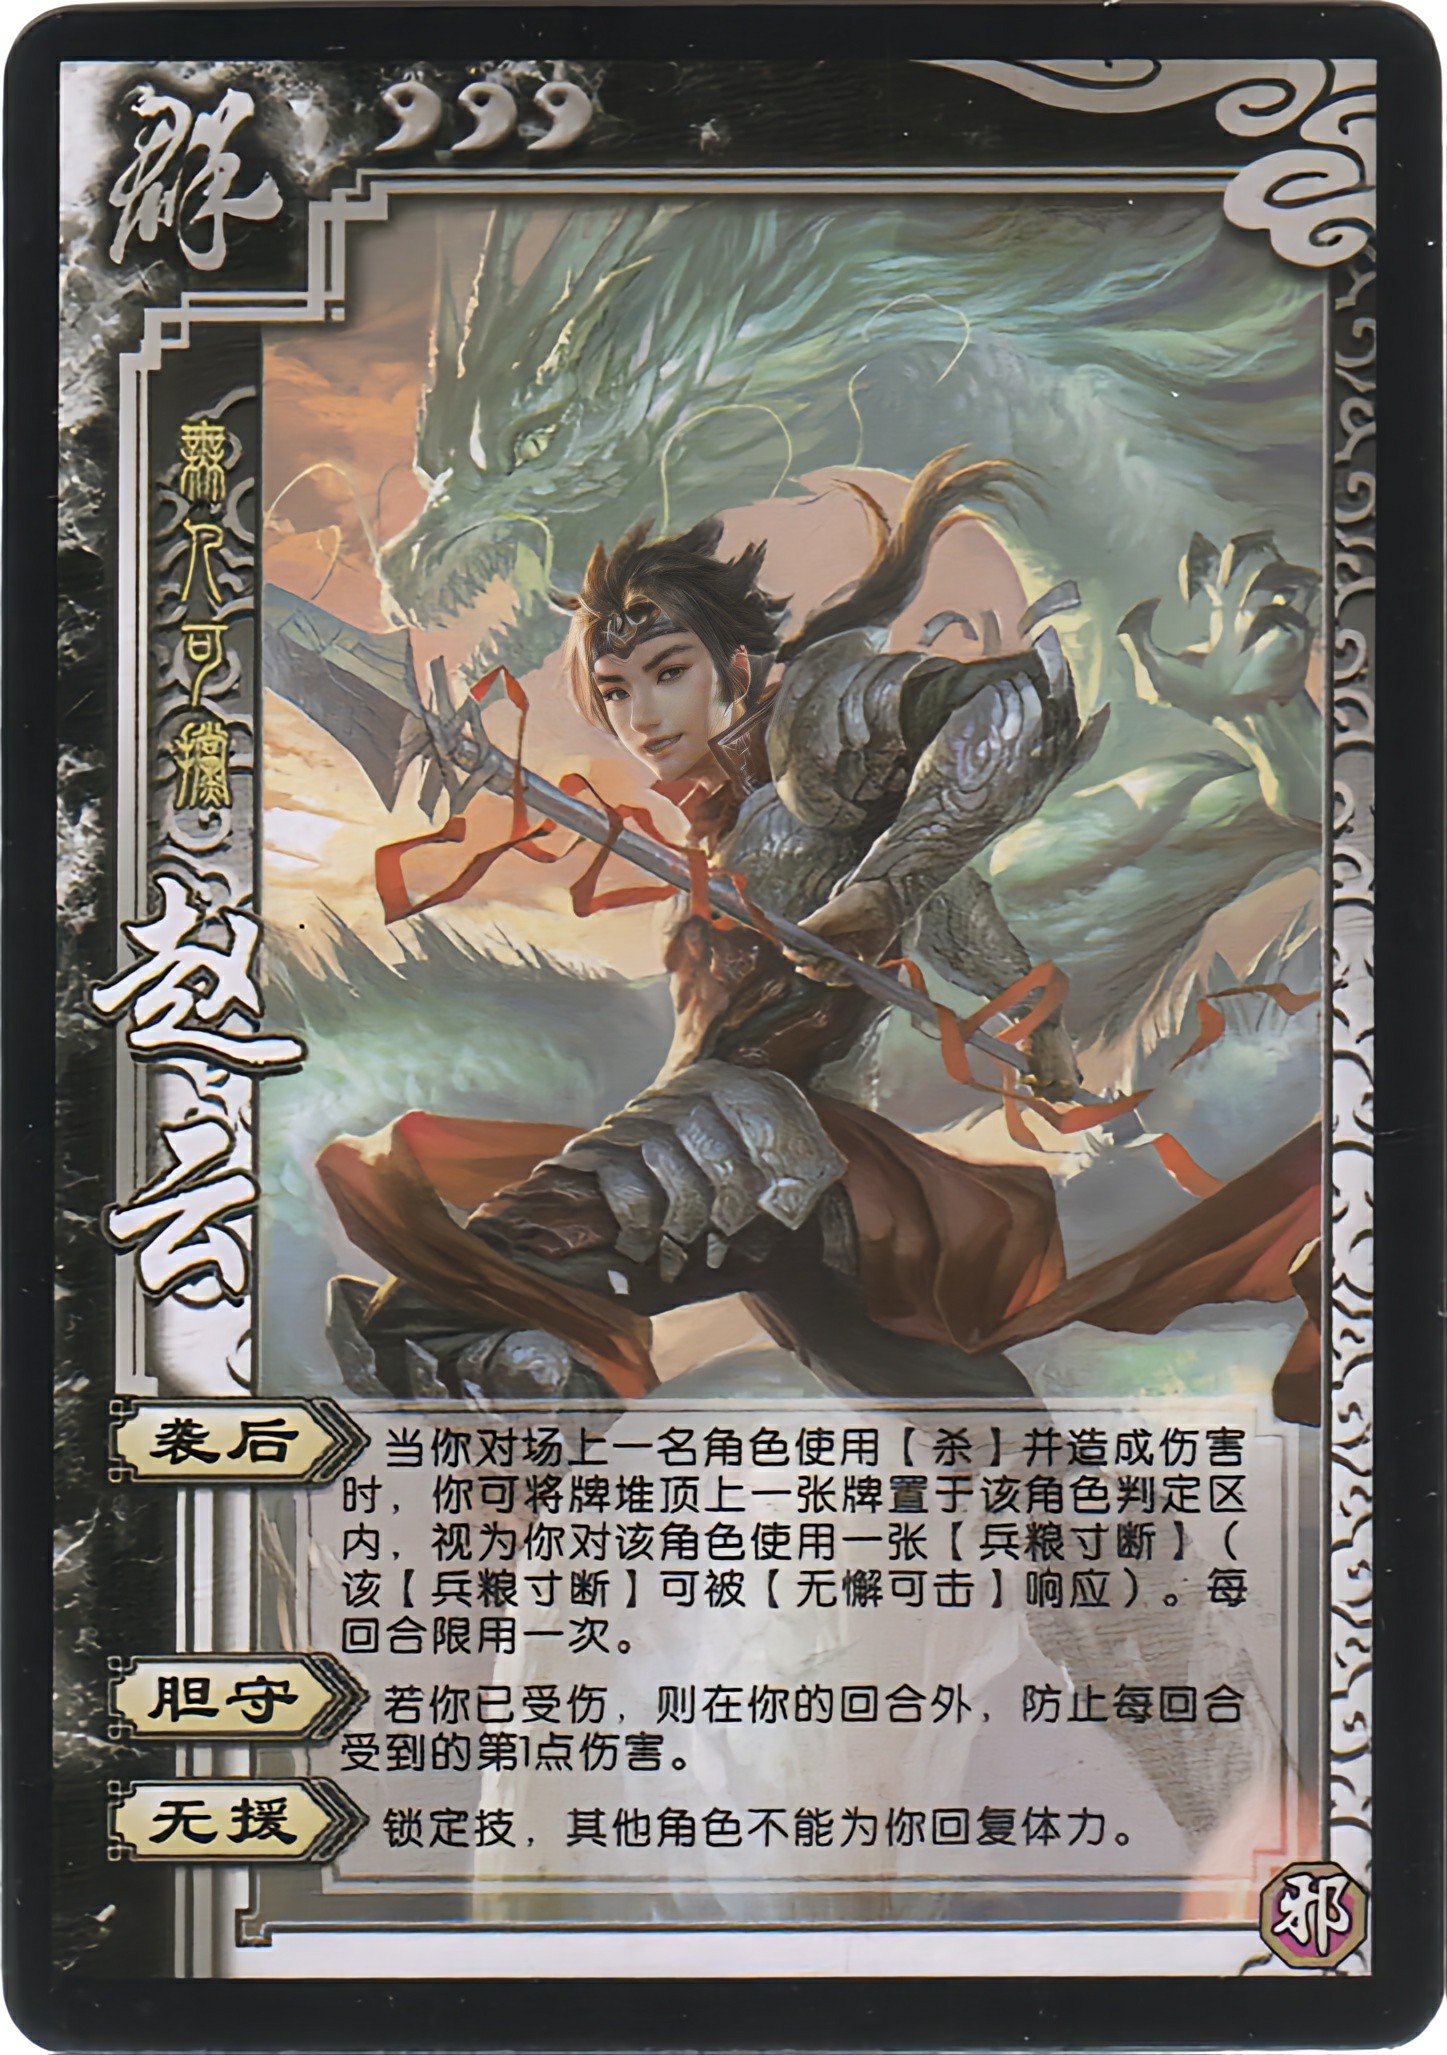 群
無人可攔
赵云
袭后
当你对场上一名角色使用【杀】并造成伤害
时，你可将牌堆顶上一张牌置于该角色判定区
内，视为你对该角色使用一张【兵粮寸断】（
该【兵粮寸断】可被【无懈可击】响应）。每
回合限用一次。
胆守
若你已受伤，则在你的回合外，防止每回合
受到的第1点伤害。
无援
锁定技，其他角色不能为你回复体力。
邪